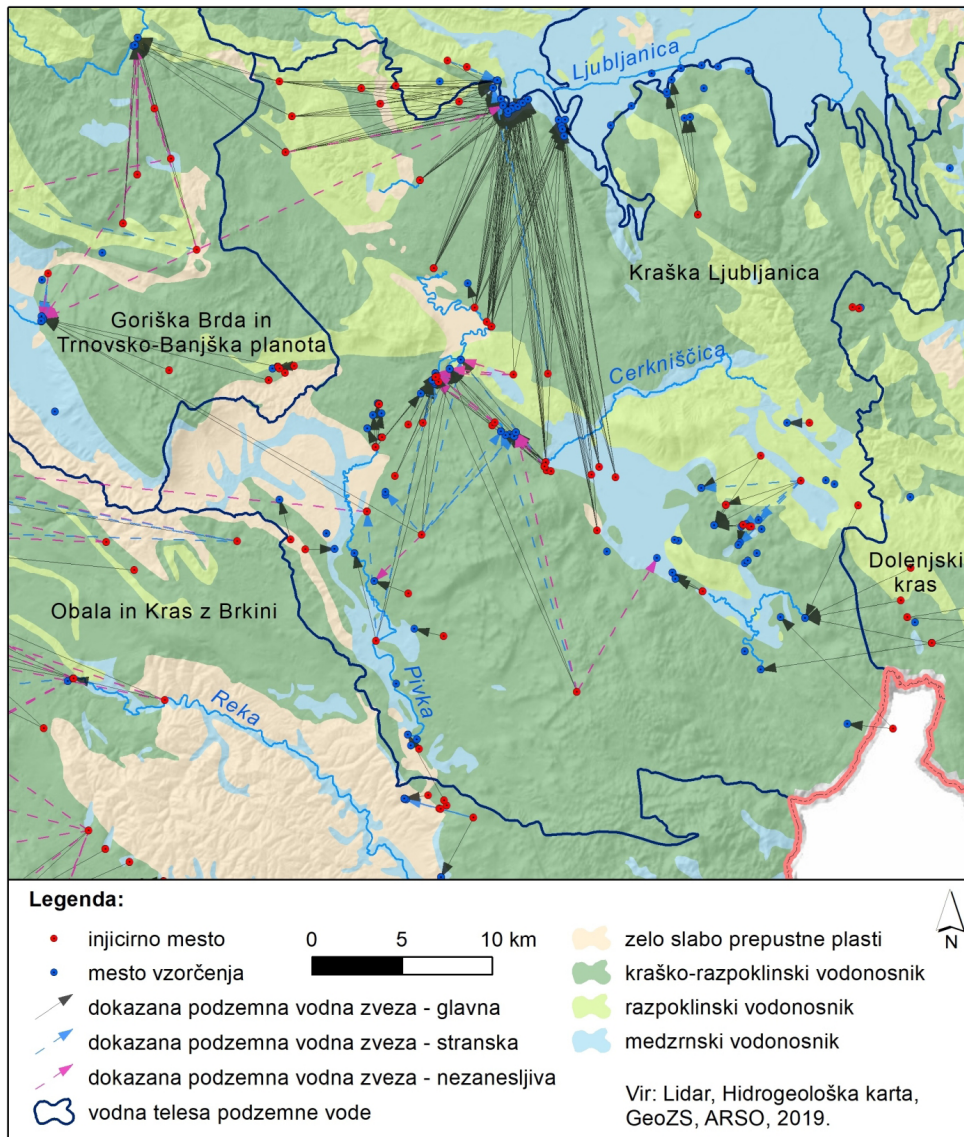 Ljubljanica
Kraška Ljubljanica
Goriška Brda in
Trnovsko-Banjška planota
Cerkniščica
Dolenjski
kras
Obala in Kras z Brkini
Pivka
Reka
Legenda:
injicirno mesto
mesto vzorčenja
dokazana podzemna vodna zveza - glavna
dokazana podzemna vodna zveza - stranska
dokazana podzemna vodna zveza - nezanesljiva
vodna telesa podzemne vode
0 5 10 km
zelo slabo prepustne plasti
kraško-razpoklinski vodonosnik
razpoklinski vodonosnik
medzrnski vodonosnik
N
Vir: Lidar, Hidrogeološka karta,
GeoZS, ARSO, 2019.